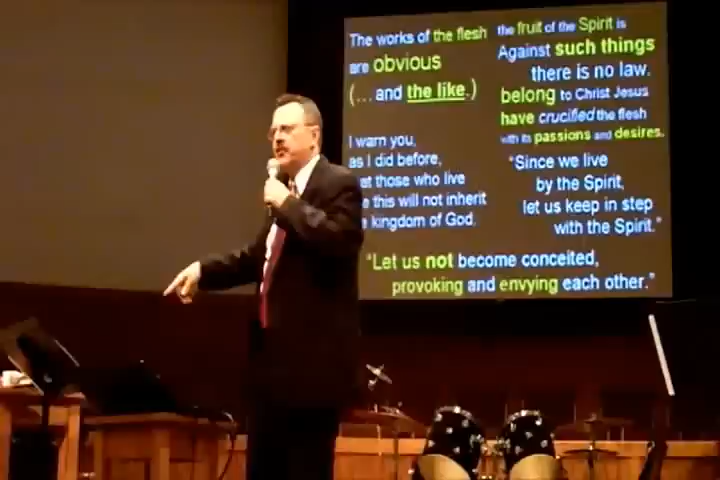 The works of the flesh
are obvious
(... and the like.)
I warn you,
as I did before,
those who live
this will not inherit
kingdom of God.
the fruit of the Spirit is
Against such things
there is no law.
belong to Christ Jesus
have crucified the flesh
with its passions and desires.
"Since we live
by the Spirit,
let us keep in step
with the Spirit."
"Let us not become conceited,
provoking and envying each other."